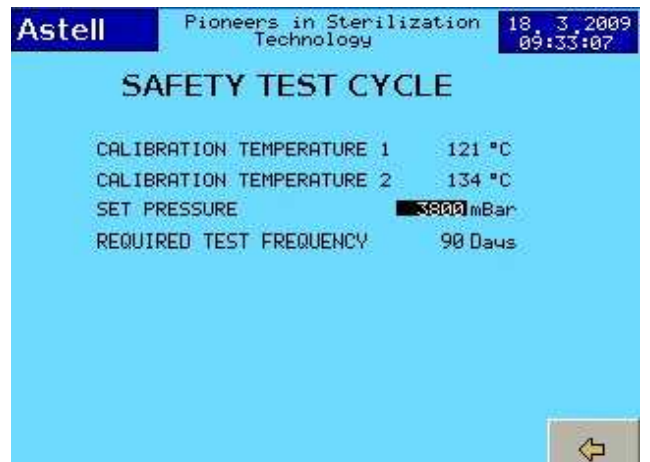 Astell
Pioneers in Sterilization
Technology
18. 3.2009
09:33:07
SAFETY TEST CYCLE
CALIBRATION TEMPERATURE 1 121 °C
CALIBRATION TEMPERATURE 2 134 °C
SET PRESSURE 3800 mBar
REQUIRED TEST FREQUENCY 90 Days